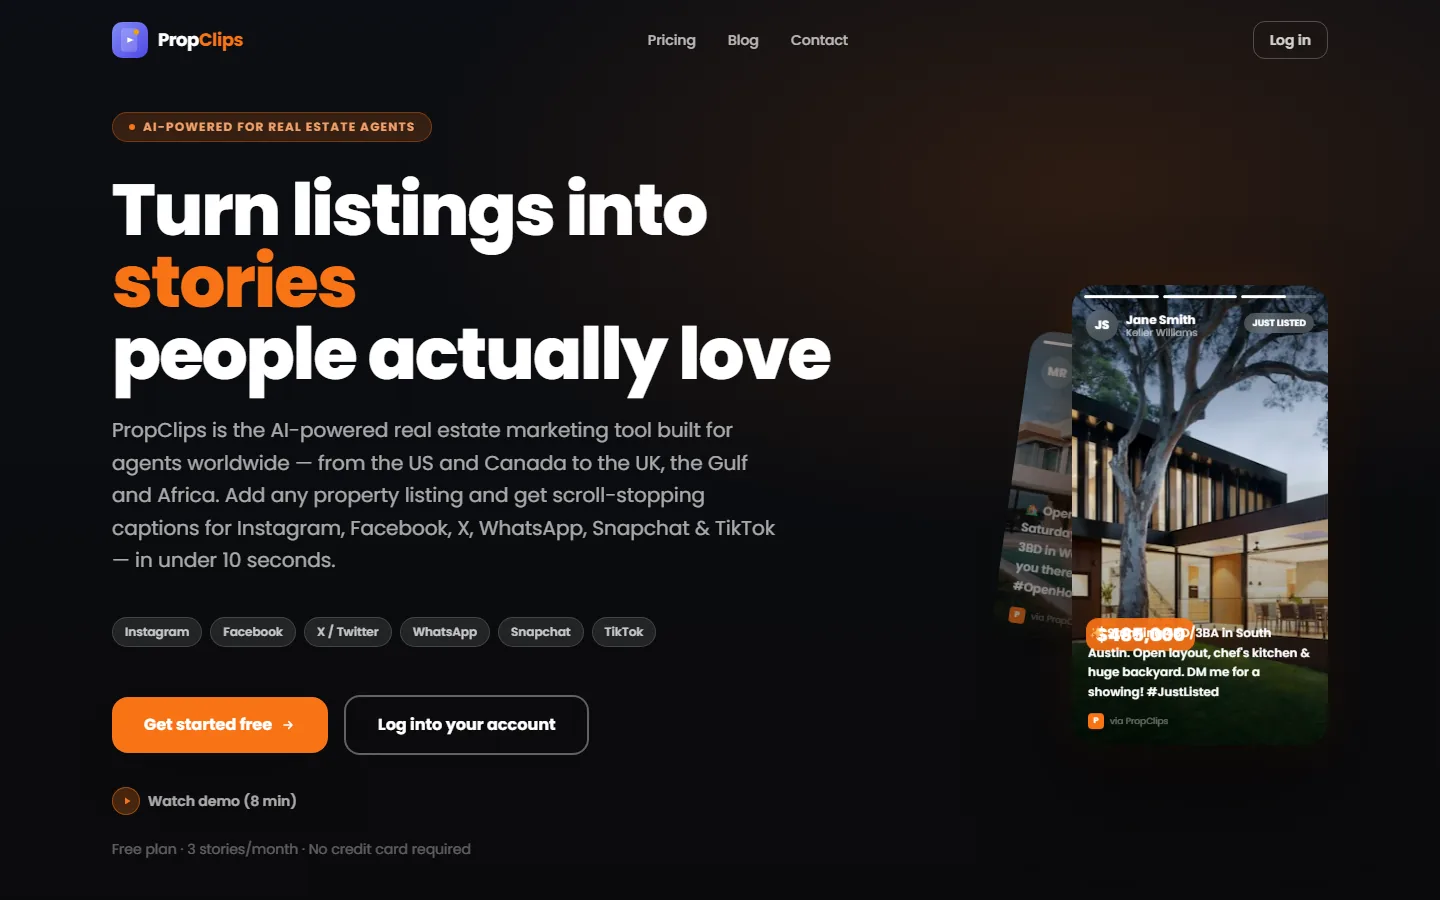 PropClips
Pricing
Blog
Contact
Log in
AI-POWERED FOR REAL ESTATE AGENTS
Turn listings into
stories
people actually love
PropClips is the AI-powered real estate marketing tool built for
agents worldwide — from the US and Canada to the UK, the Gulf
and Africa. Add any property listing and get scroll-stopping
captions for Instagram, Facebook, X, WhatsApp, Snapchat & TikTok
— in under 10 seconds.
Instagram
Facebook
X / Twitter
WhatsApp
Snapchat
TikTok
Get started free →
Log into your account
Watch demo (8 min)
Free plan · 3 stories/month · No credit card required
MR
Open
Saturday
3BD in
you there
via
JS
Jane Smith
Keller Williams
JUST LISTED
in South
Austin. Open layout, chef's kitchen &
huge backyard. DM me for a
showing! #JustListed
P
via PropClips